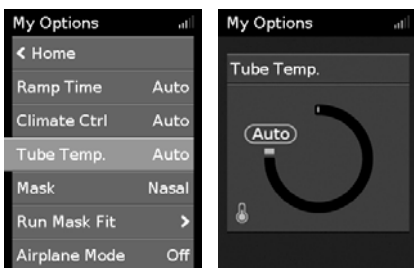 My Options
< Home
Ramp Time Auto
Climate Ctrl Auto
Tube Temp. Auto
Mask Nasal
Run Mask Fit >
Airplane Mode Off
My Options
Tube Temp.
Auto